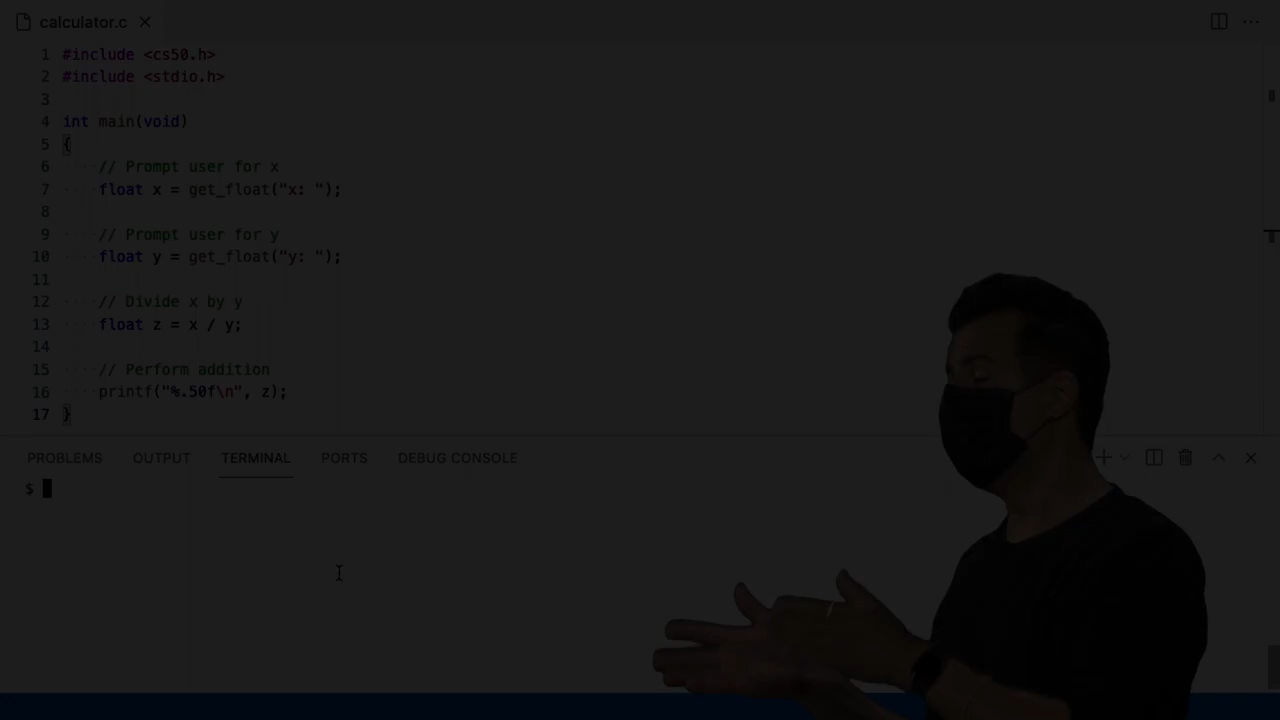 calculator.c
1 #include <cs50.h>
2 #include <stdio.h>
3
4 int main(void)
5 {
6 // Prompt user for x
7 float x = get_float("x: ");
8
9 // Prompt user for y
10 float y = get_float("y: ");
11
12 // Divide x by y
13 float z = x / y;
14
15 // Perform addition
16 printf("%.50f\n", z);
17 }
PROBLEMS OUTPUT TERMINAL PORTS DEBUG CONSOLE
$